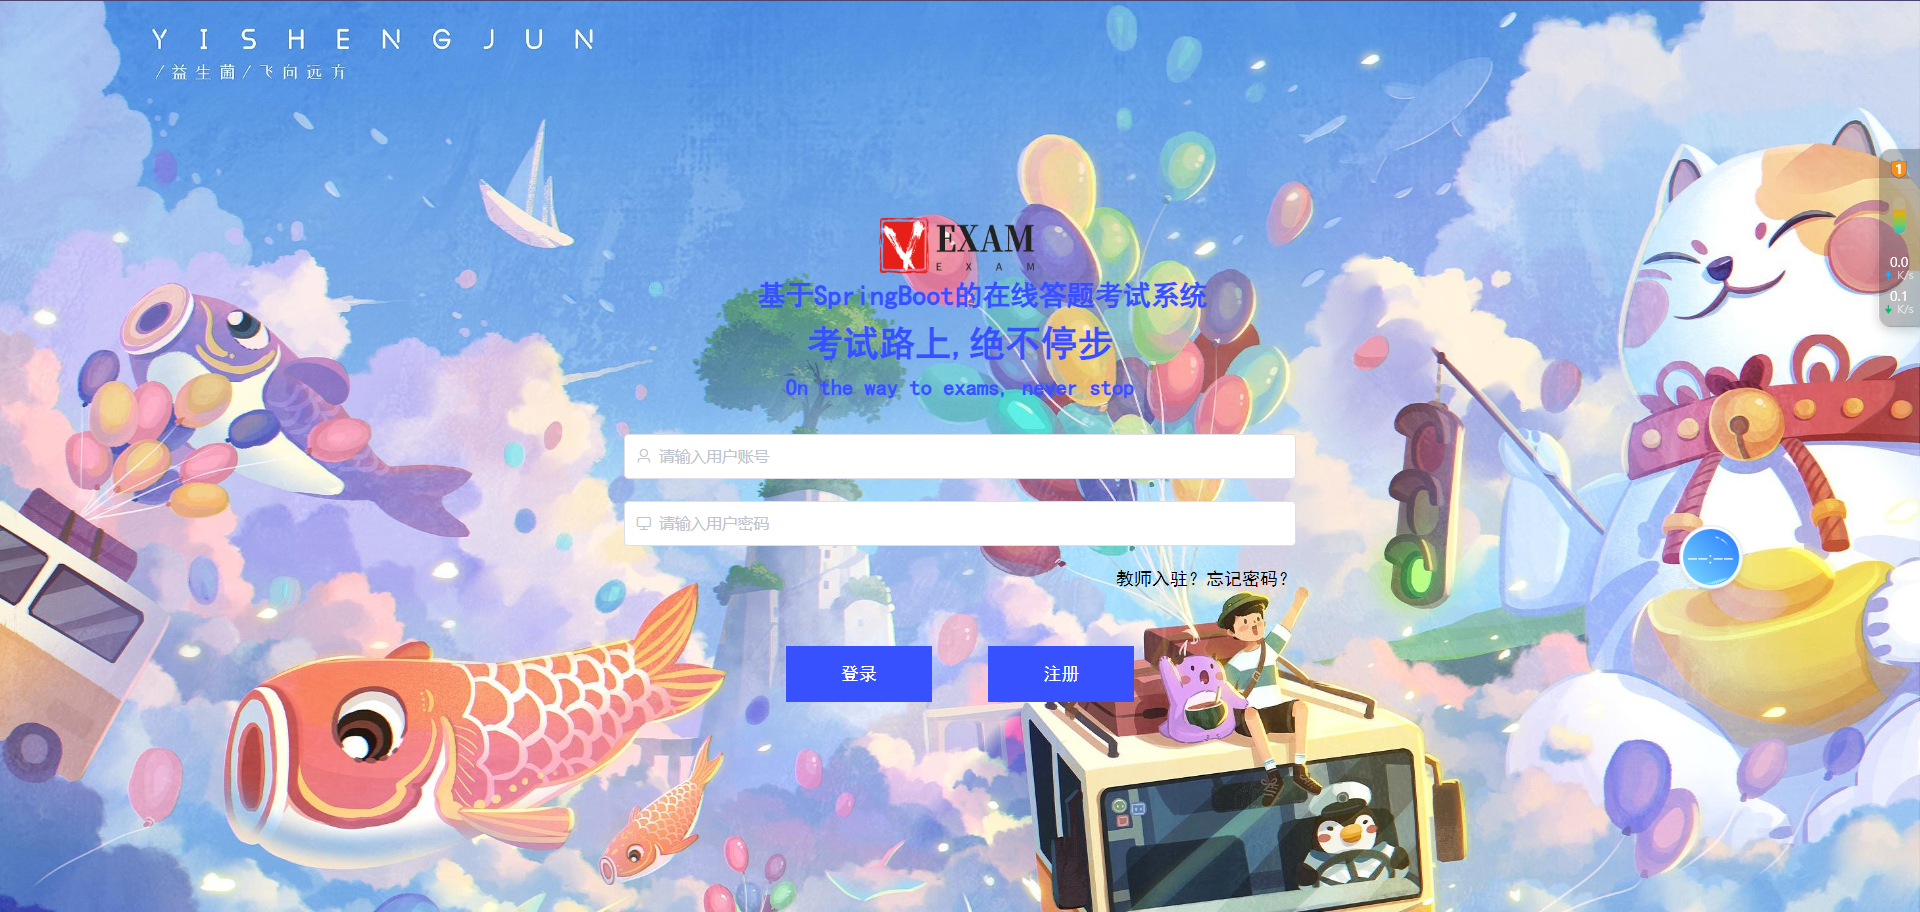 YISHENGJUN
/益生菌/飞向远方
EXAM
EXAM
基于SpringBoot的在线答题考试系统
考试路上,绝不停步
On the way to exams, never stop
请输入用户账号
请输入用户密码
教师入驻？忘记密码？
登录
注册
1
0.0
K/s
0.1
K/s